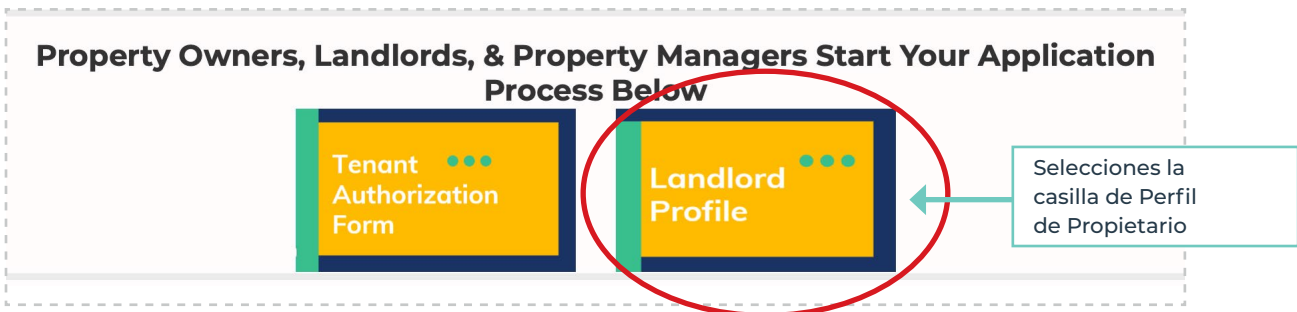 Property Owners, Landlords, & Property Managers Start Your Application
Process Below
Tenant
Authorization
Form
Landlord
Profile
Selecciones la
casilla de Perfil
de Propietario